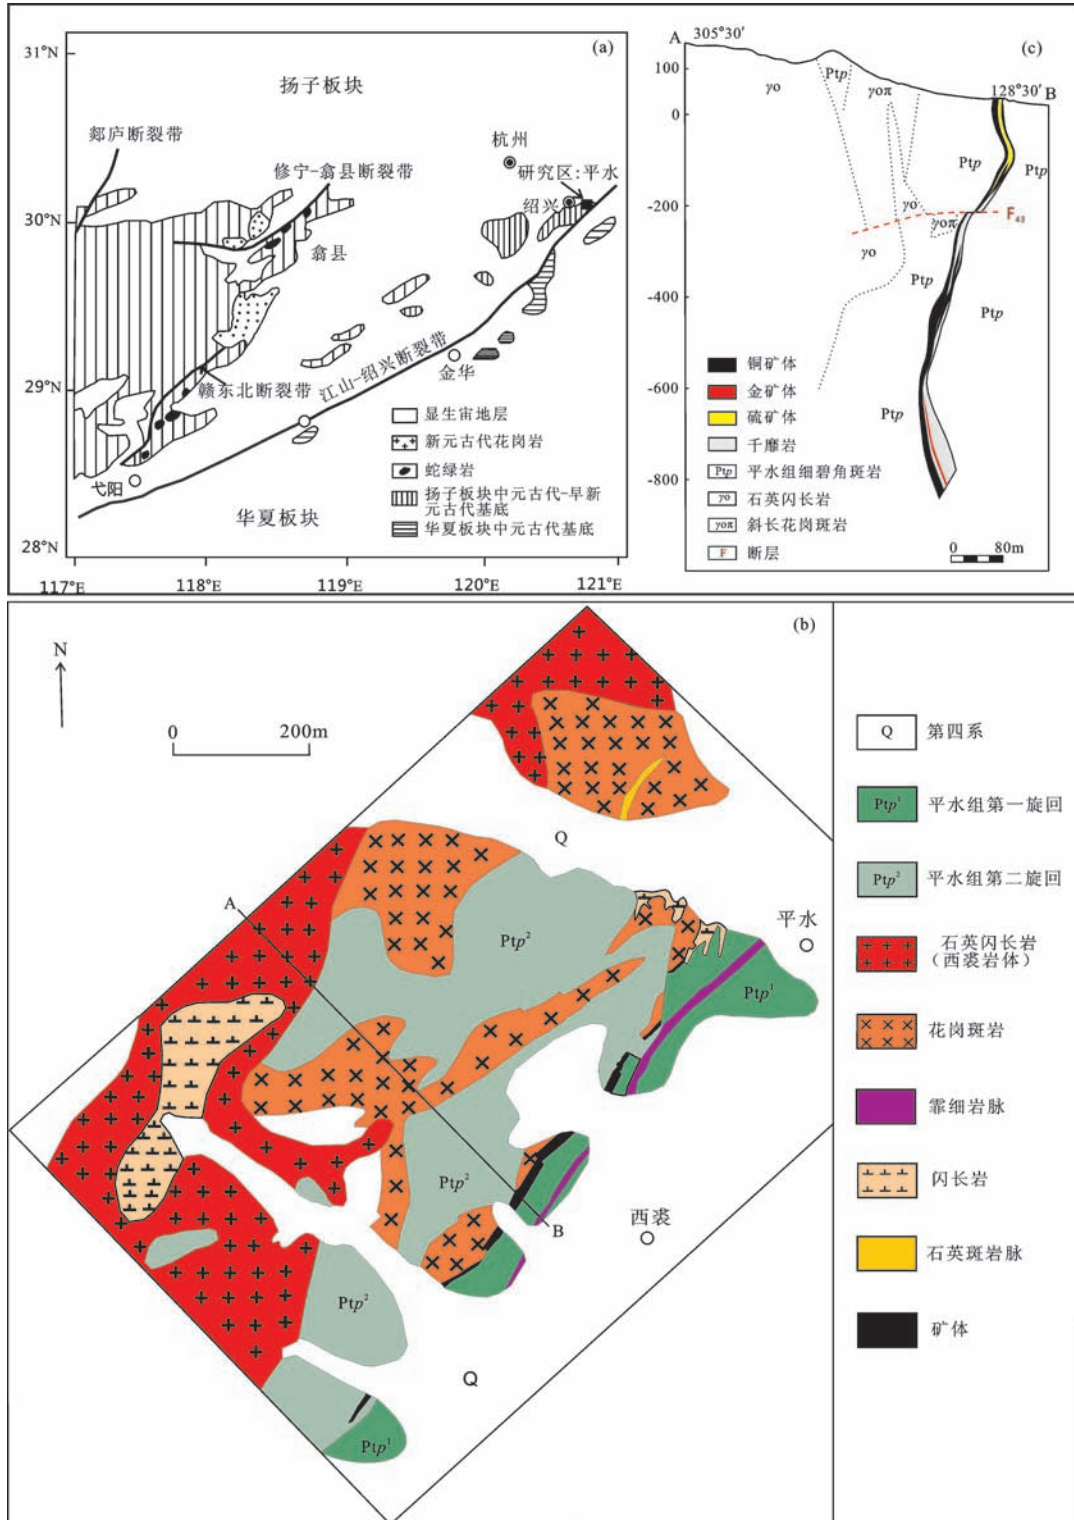 (a)
31°N
30°N
29°N
28°N
117°E
118°E
119°E
120°E
121°E
扬子板块
郯庐断裂带
修宁-歙县断裂带
杭州
研究区:平水
绍兴
歙县
江山-绍兴断裂带
金华
赣东北断裂带
弋阳
华夏板块
显生宙地层
新元古代花岗岩
蛇绿岩
扬子板块中元古代-早新
元古代基底
华夏板块中元古代基底
(c)
A 305°30′
128°30′ B
100
0
-200
-400
-600
-800
γo
Ptp
γoπ
Ptp
Ptp
γo
γoπ
F48
γo
Ptp
Ptp
Ptp
铜矿体
金矿体
硫矿体
千靡岩
Ptp 平水组细碧角斑岩
γo 石英闪长岩
γoπ 斜长花岗斑岩
F 断层
0 80m
(b)
N
0 200m
Q
A
Ptp²
平水
Ptp¹
Ptp²
B
西裘
Ptp²
Q
Ptp¹
Q 第四系
Ptp¹ 平水组第一旋回
Ptp² 平水组第二旋回
石英闪长岩
(西裘岩体)
花岗斑岩
霏细岩脉
闪长岩
石英斑岩脉
矿体